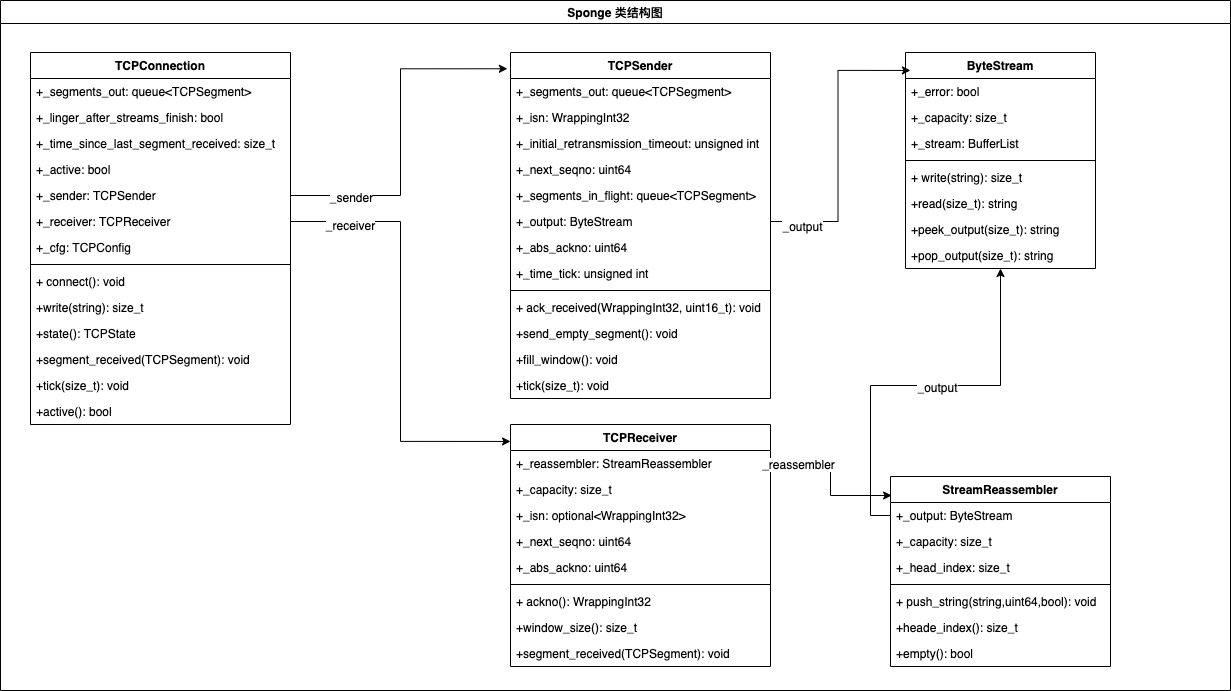 Sponge 类结构图
TCPConnection
+_segments_out: queue<TCPSegment>
+_linger_after_streams_finish: bool
+_time_since_last_segment_received: size_t
+_active: bool
+_sender: TCPSender
+_receiver: TCPReceiver
+_cfg: TCPConfig
+ connect(): void
+write(string): size_t
+state(): TCPState
+segment_received(TCPSegment): void
+tick(size_t): void
+active(): bool
_sender
_receiver
TCPSender
+_segments_out: queue<TCPSegment>
+_isn: WrappingInt32
+_initial_retransmission_timeout: unsigned int
+_next_seqno: uint64
+_segments_in_flight: queue<TCPSegment>
+_output: ByteStream
+_abs_ackno: uint64
+_time_tick: unsigned int
+ ack_received(WrappingInt32, uint16_t): void
+send_empty_segment(): void
+fill_window(): void
+tick(size_t): void
_output
ByteStream
+_error: bool
+_capacity: size_t
+_stream: BufferList
+ write(string): size_t
+read(size_t): string
+peek_output(size_t): string
+pop_output(size_t): string
_output
TCPReceiver
+_reassembler: StreamReassembler
+_capacity: size_t
+_isn: optional<WrappingInt32>
+_next_seqno: uint64
+_abs_ackno: uint64
+ ackno(): WrappingInt32
+window_size(): size_t
+segment_received(TCPSegment): void
_reassembler
StreamReassembler
+_output: ByteStream
+_capacity: size_t
+_head_index: size_t
+ push_string(string,uint64,bool): void
+heade_index(): size_t
+empty(): bool